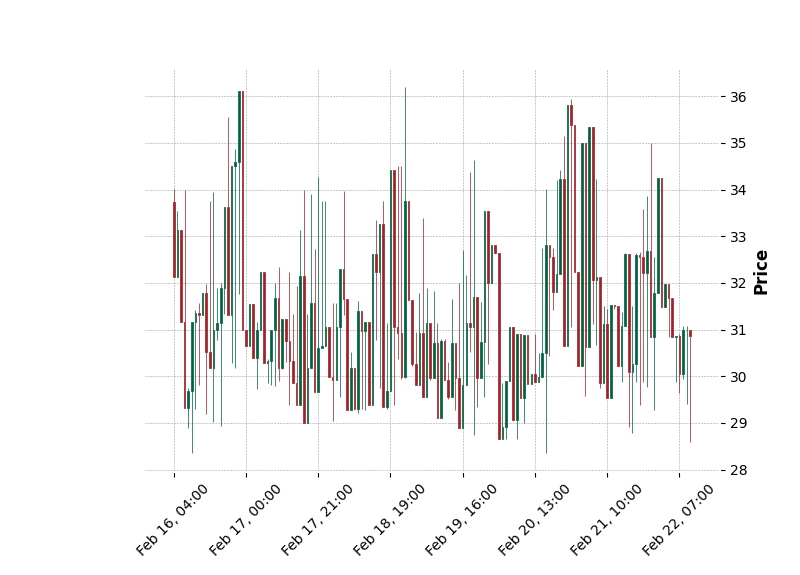 36
35
34
33
32
31
30
29
28
Price
Feb 16, 04:00
Feb 17, 00:00
Feb 17, 21:00
Feb 18, 19:00
Feb 19, 16:00
Feb 20, 13:00
Feb 21, 10:00
Feb 22, 07:00